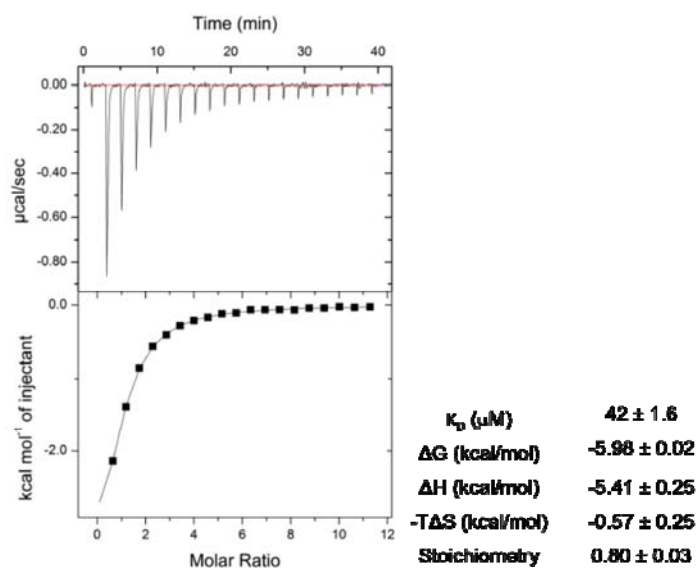 Time (min)
0 10 20 30 40
0.00
-0.20
-0.40
-0.60
-0.80
µcal/sec
0.0
-2.0
kcal mol⁻¹ of injectant
0 2 4 6 8 10 12
Molar Ratio
K_D (µM) 42 ± 1.6
ΔG (kcal/mol) -5.98 ± 0.02
ΔH (kcal/mol) -5.41 ± 0.25
-TΔS (kcal/mol) -0.57 ± 0.25
Stoichiometry 0.80 ± 0.03